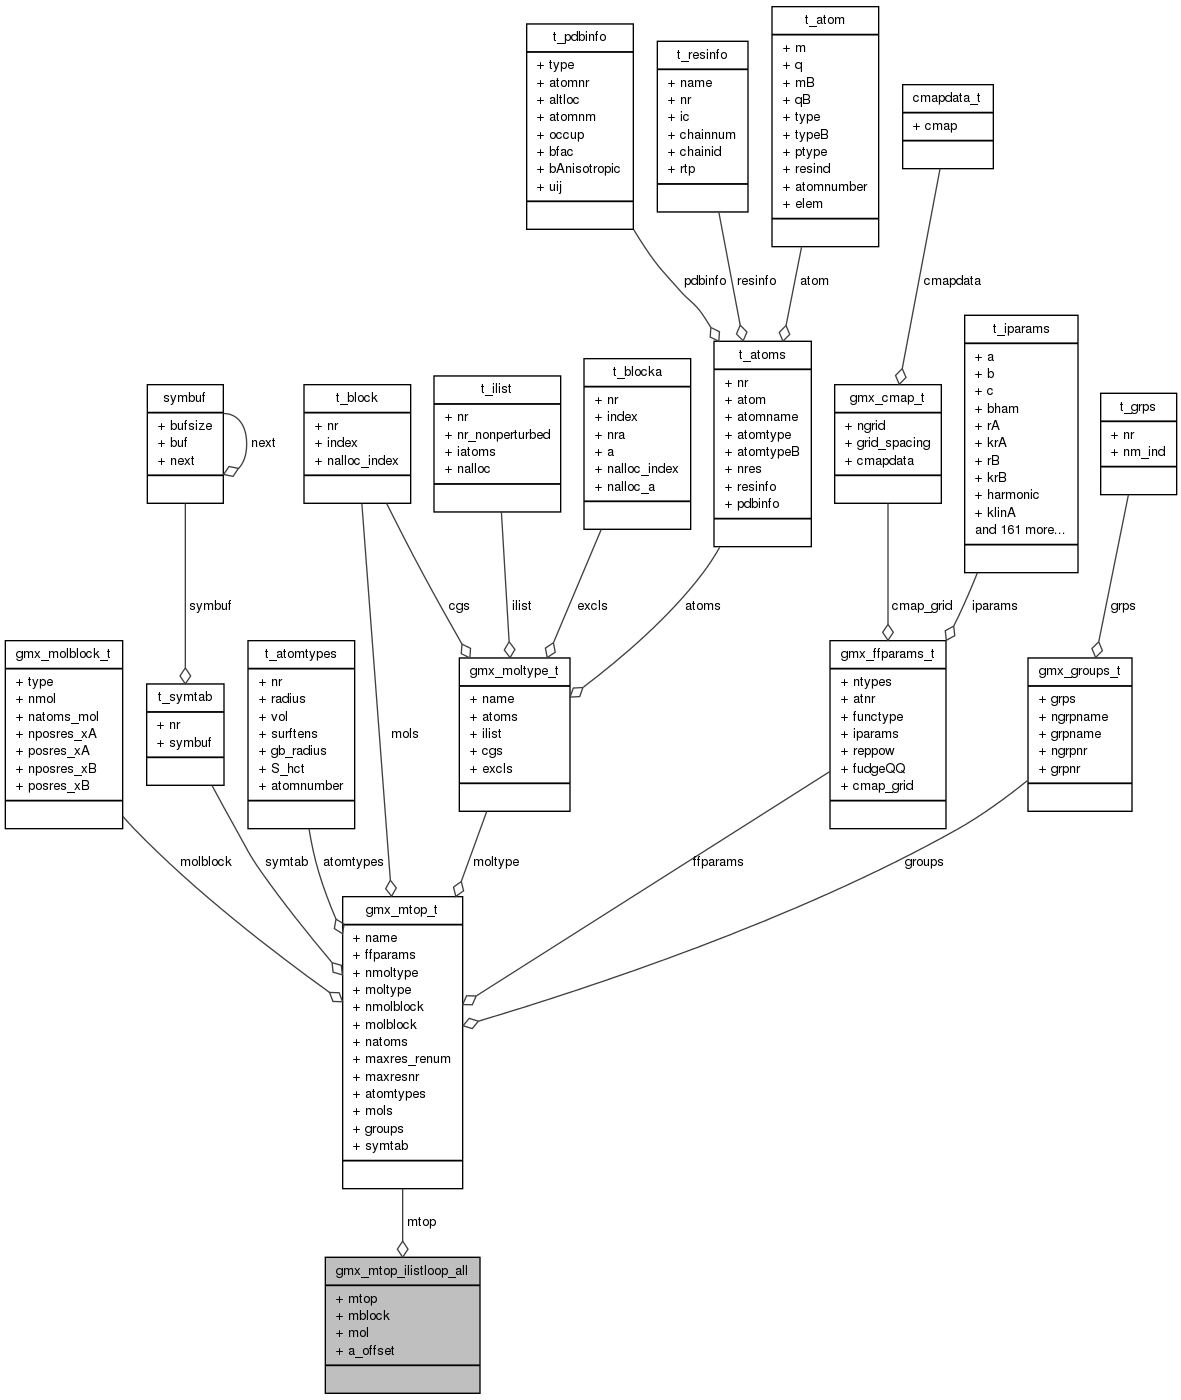 t_pdbinfo
+ type
+ atomnr
+ altloc
+ atomnm
+ occup
+ bfac
+ bAnisotropic
+ uij
t_resinfo
+ name
+ nr
+ ic
+ chainnum
+ chainid
+ rtp
t_atom
+ m
+ q
+ mB
+ qB
+ type
+ typeB
+ ptype
+ resind
+ atomnumber
+ elem
cmapdata_t
+ cmap
pdbinfo
resinfo
atom
cmapdata
symbuf
+ bufsize
+ buf
+ next
next
t_block
+ nr
+ index
+ nalloc_index
t_ilist
+ nr
+ nr_nonperturbed
+ iatoms
+ nalloc
t_blocka
+ nr
+ index
+ nra
+ a
+ nalloc_index
+ nalloc_a
t_atoms
+ nr
+ atom
+ atomname
+ atomtype
+ atomtypeB
+ nres
+ resinfo
+ pdbinfo
gmx_cmap_t
+ ngrid
+ grid_spacing
+ cmapdata
t_iparams
+ a
+ b
+ c
+ bham
+ rA
+ krA
+ rB
+ krB
+ harmonic
+ klinA
and 161 more...
t_grps
+ nr
+ nm_ind
symbuf
cgs
ilist
excls
atoms
cmap_grid
iparams
grps
gmx_molblock_t
+ type
+ nmol
+ natoms_mol
+ nposres_xA
+ posres_xA
+ nposres_xB
+ posres_xB
t_symtab
+ nr
+ symbuf
t_atomtypes
+ nr
+ radius
+ vol
+ surftens
+ gb_radius
+ S_hct
+ atomnumber
mols
gmx_moltype_t
+ name
+ atoms
+ ilist
+ cgs
+ excls
gmx_ffparams_t
+ ntypes
+ atnr
+ functype
+ iparams
+ reppow
+ fudgeQQ
+ cmap_grid
gmx_groups_t
+ grps
+ ngrpname
+ grpname
+ ngrpnr
+ grpnr
molblock
symtab
atomtypes
moltype
ffparams
groups
gmx_mtop_t
+ name
+ ffparams
+ nmoltype
+ moltype
+ nmolblock
+ molblock
+ natoms
+ maxres_renum
+ maxresnr
+ atomtypes
+ mols
+ groups
+ symtab
mtop
gmx_mtop_ilistloop_all
+ mtop
+ mblock
+ mol
+ a_offset